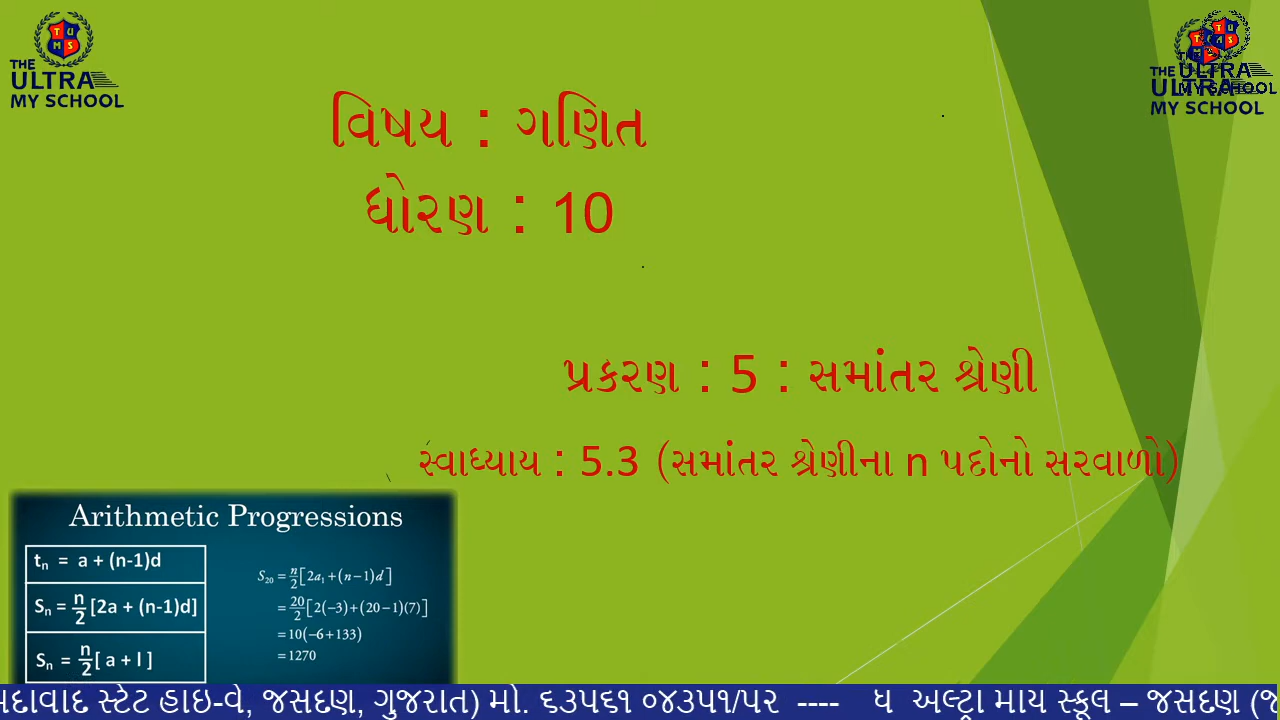 THE
ULTRA
MY SCHOOL
THE
ULTRA
MY SCHOOL
વિષય : ગણિત
ધોરણ : 10
પ્રકરણ : 5 : સમાંતર શ્રેણી
સ્વાધ્યાય : 5.3 (સમાંતર શ્રેણીના n પદોનો સરવાળો)
Arithmetic Progressions
tn = a + (n-1)d
Sn = n/2 [2a + (n-1)d]
Sn = n/2 [ a + l ]
S20 = n/2 [2a1 + (n−1)d]
= 20/2 [2(−3)+(20−1)(7)]
= 10(−6+133)
= 1270
સ્ટેટ હાઇ-વે, જસદણ, ગુજરાત) મો. ૬૩૫૬૧ ૦૪૩૫૧/૫૨ ---- ધ અલ્ટ્રા માય સ્કૂલ – જસદણ